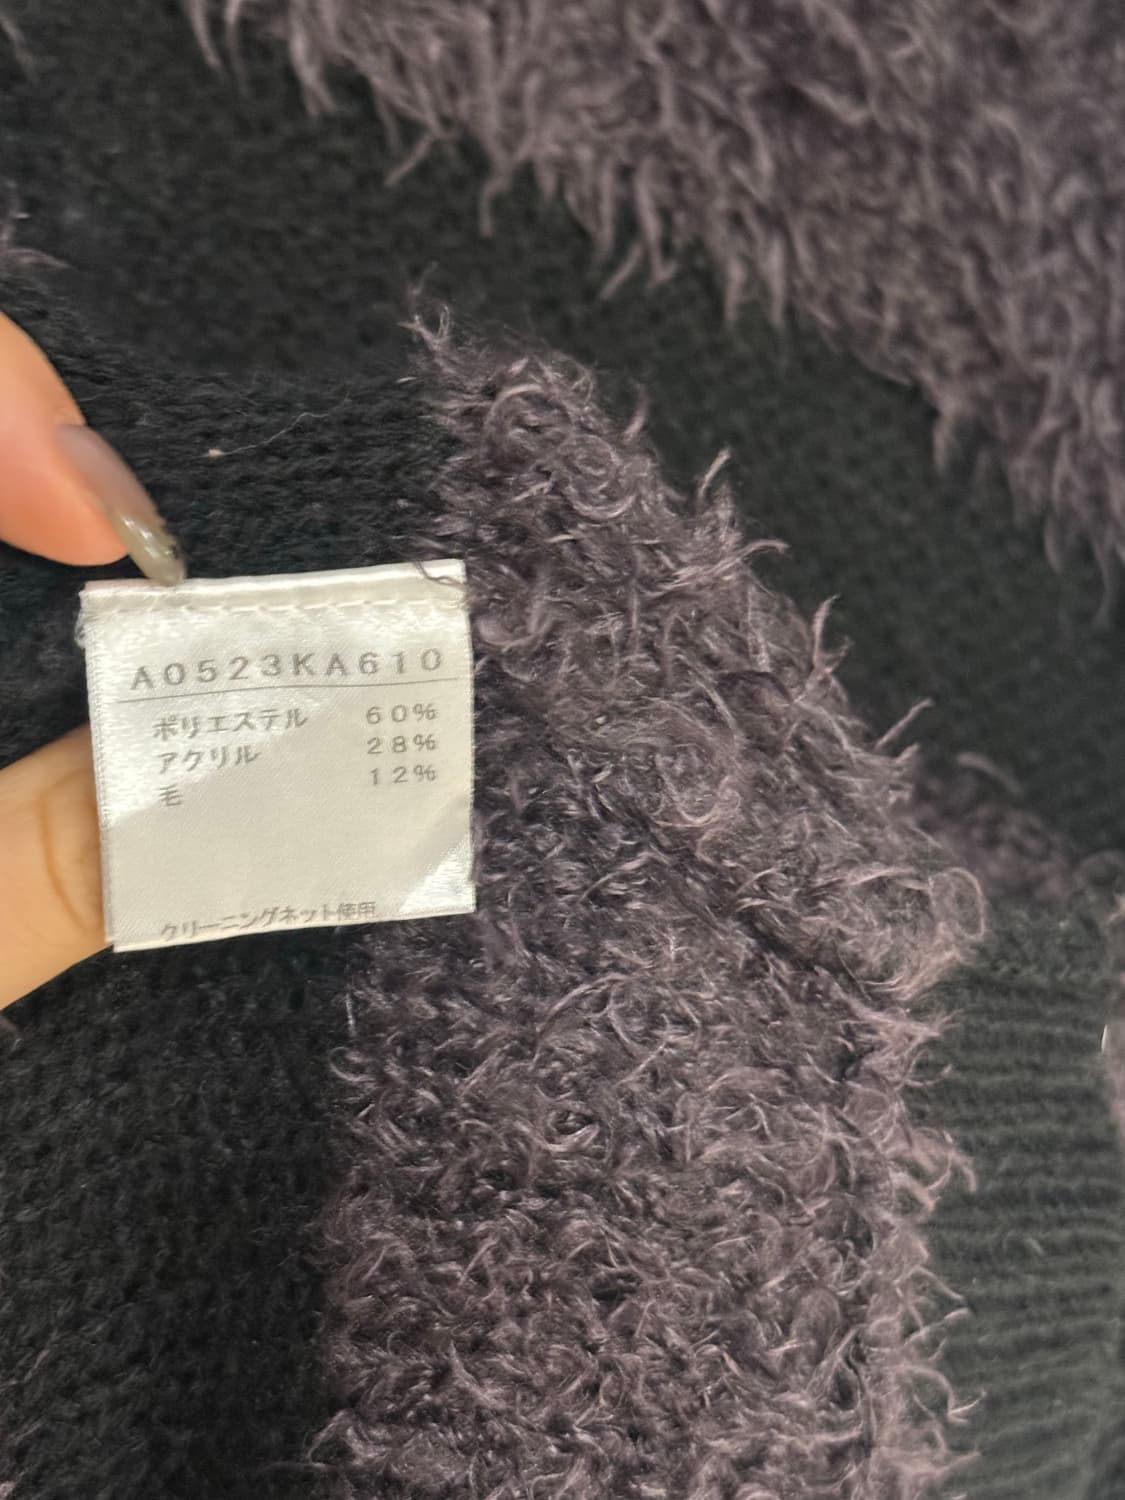 A0523KA610
ポリエステル 60%
アクリル 28%
毛 12%
クリーニングネット使用